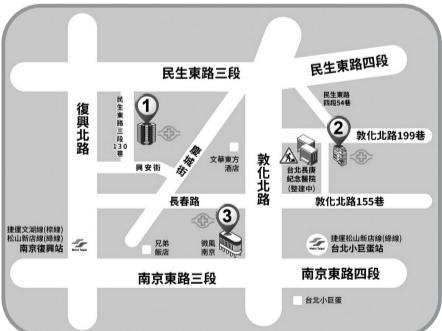 民生東路三段
民生東路四段
復興北路
民生東路三段130巷
1
慶城街
民生東路
四段54巷
2
敦化北路199巷
文華東方
酒店
敦化北路
台北長庚
紀念醫院
(整建中)
興安街
長春路
敦化北路155巷
3
捷運文湖線(棕線)
松山新店線(綠線)
南京復興站
兄弟
飯店
微風
南京
捷運松山新店線(綠線)
台北小巨蛋站
南京東路三段
南京東路四段
台北小巨蛋